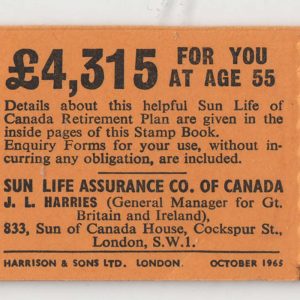 £4,315 FOR YOU
AT AGE 55
Details about this helpful Sun Life of
Canada Retirement Plan are given in the
inside pages of this Stamp Book.
Enquiry Forms for your use, without in-
curring any obligation, are included.
SUN LIFE ASSURANCE CO. OF CANADA
J. L. HARRIES (General Manager for Gt.
Britain and Ireland),
833, Sun of Canada House, Cockspur St.,
London, S.W.1.
HARRISON & SONS LTD. LONDON. OCTOBER 1965